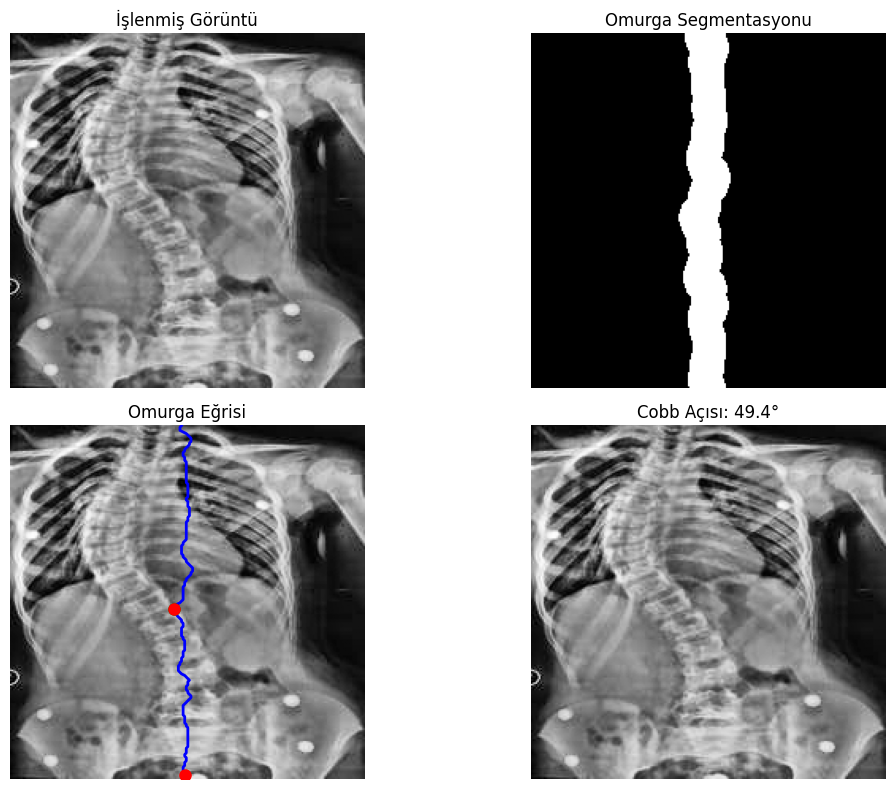 İşlenmiş Görüntü
Omurga Segmentasyonu
Omurga Eğrisi
Cobb Açısı: 49.4°